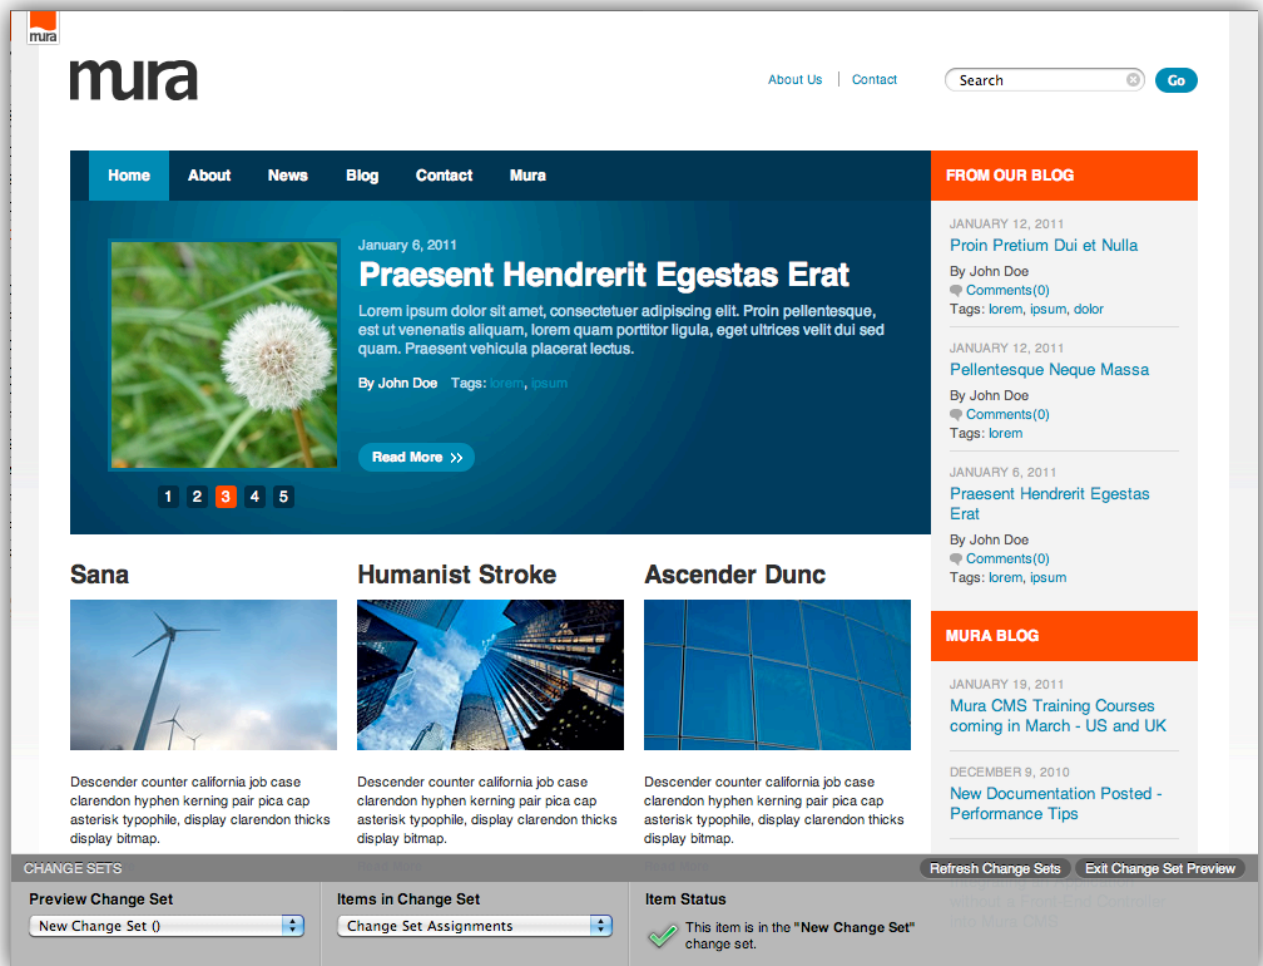 mura
mura
About Us
Contact
Search
Go
Home
About
News
Blog
Contact
Mura
January 6, 2011
Praesent Hendrerit Egestas Erat
Lorem ipsum dolor sit amet, consectetuer adipiscing elit. Proin pellentesque,
est ut venenatis aliquam, lorem quam porttitor ligula, eget ultrices velit dui sed
quam. Praesent vehicula placerat lectus.
By John Doe Tags: lorem, ipsum
Read More >>
1 2 3 4 5
FROM OUR BLOG
JANUARY 12, 2011
Proin Pretium Dui et Nulla
By John Doe
Comments(0)
Tags: lorem, ipsum, dolor
JANUARY 12, 2011
Pellentesque Neque Massa
By John Doe
Comments(0)
Tags: lorem
JANUARY 6, 2011
Praesent Hendrerit Egestas
Erat
By John Doe
Comments(0)
Tags: lorem, ipsum
MURA BLOG
JANUARY 19, 2011
Mura CMS Training Courses
coming in March - US and UK
DECEMBER 9, 2010
New Documentation Posted -
Performance Tips
Sana
Descender counter california job case
clarendon hyphen kerning pair pica cap
asterisk typophile, display clarendon thicks
display bitmap.
Humanist Stroke
Descender counter california job case
clarendon hyphen kerning pair pica cap
asterisk typophile, display clarendon thicks
display bitmap.
Ascender Dunc
Descender counter california job case
clarendon hyphen kerning pair pica cap
asterisk typophile, display clarendon thicks
display bitmap.
CHANGE SETS
Refresh Change Sets
Exit Change Set Preview
Preview Change Set
New Change Set ()
Items in Change Set
Change Set Assignments
Item Status
This item is in the "New Change Set"
change set.
without a Front-End Controller
into Mura CMS